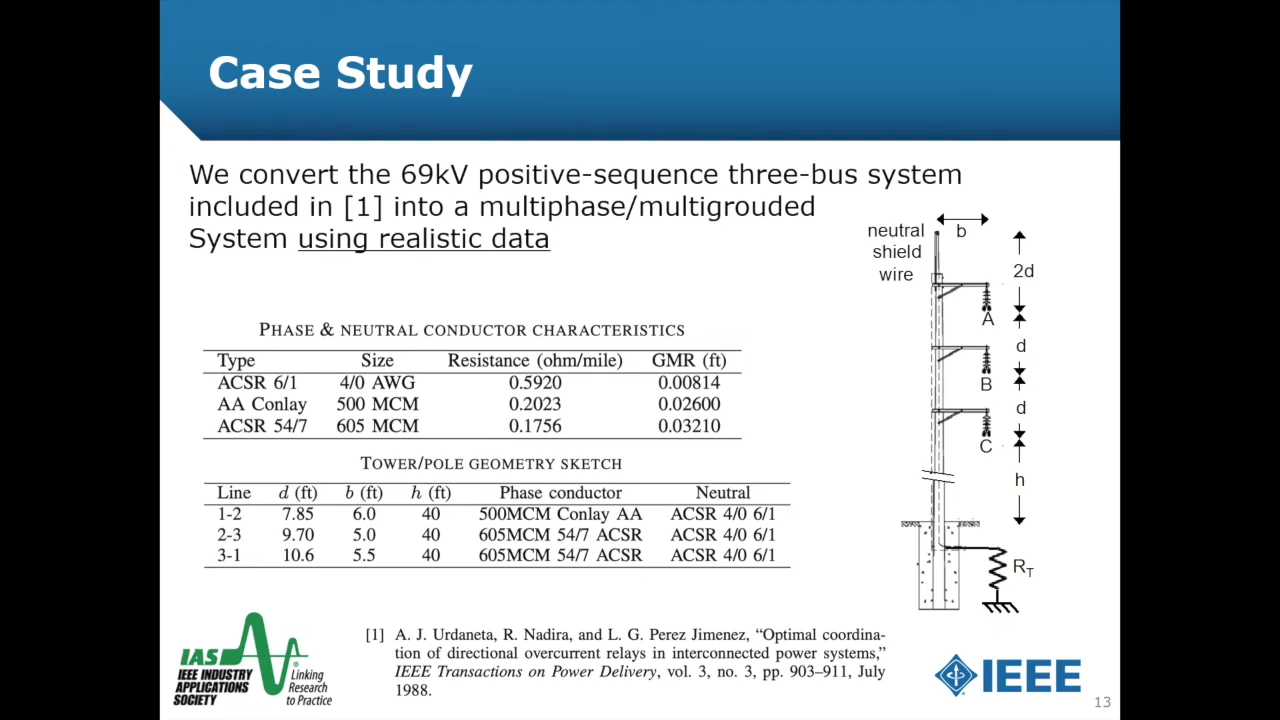 Case Study
We convert the 69kV positive-sequence three-bus system
included in [1] into a multiphase/multigrouded
System using realistic data
neutral
shield
wire
b
2d
A
d
B
d
C
h
R_T
PHASE & NEUTRAL CONDUCTOR CHARACTERISTICS
Type Size Resistance (ohm/mile) GMR (ft)
ACSR 6/1 4/0 AWG 0.5920 0.00814
AA Conlay 500 MCM 0.2023 0.02600
ACSR 54/7 605 MCM 0.1756 0.03210
TOWER/POLE GEOMETRY SKETCH
Line d (ft) b (ft) h (ft) Phase conductor Neutral
1-2 7.85 6.0 40 500MCM Conlay AA ACSR 4/0 6/1
2-3 9.70 5.0 40 605MCM 54/7 ACSR ACSR 4/0 6/1
3-1 10.6 5.5 40 605MCM 54/7 ACSR ACSR 4/0 6/1
[1] A. J. Urdaneta, R. Nadira, and L. G. Perez Jimenez, “Optimal coordina-
tion of directional overcurrent relays in interconnected power systems,”
IEEE Transactions on Power Delivery, vol. 3, no. 3, pp. 903–911, July
1988.
IAS
IEEE INDUSTRY
APPLICATIONS
SOCIETY
®
Linking
Research
to Practice
IEEE
13